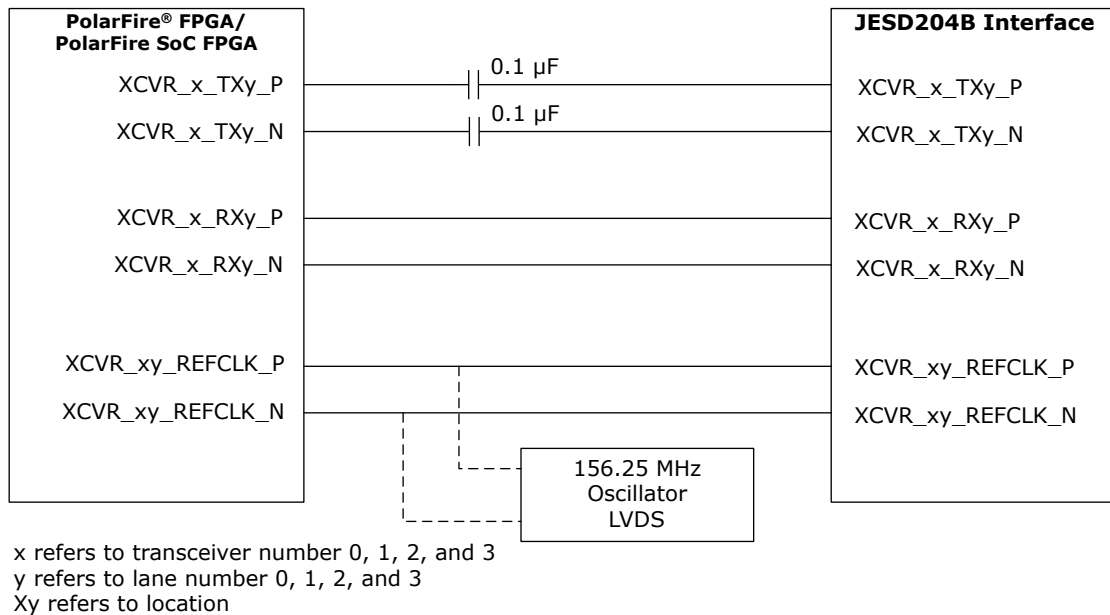 PolarFire® FPGA/
PolarFire SoC FPGA
JESD204B Interface
XCVR_x_TXy_P
0.1 µF
XCVR_x_TXy_P
XCVR_x_TXy_N
0.1 µF
XCVR_x_TXy_N
XCVR_x_RXy_P
XCVR_x_RXy_P
XCVR_x_RXy_N
XCVR_x_RXy_N
XCVR_xy_REFCLK_P
XCVR_xy_REFCLK_P
XCVR_xy_REFCLK_N
XCVR_xy_REFCLK_N
156.25 MHz
Oscillator
LVDS
x refers to transceiver number 0, 1, 2, and 3
y refers to lane number 0, 1, 2, and 3
Xy refers to location